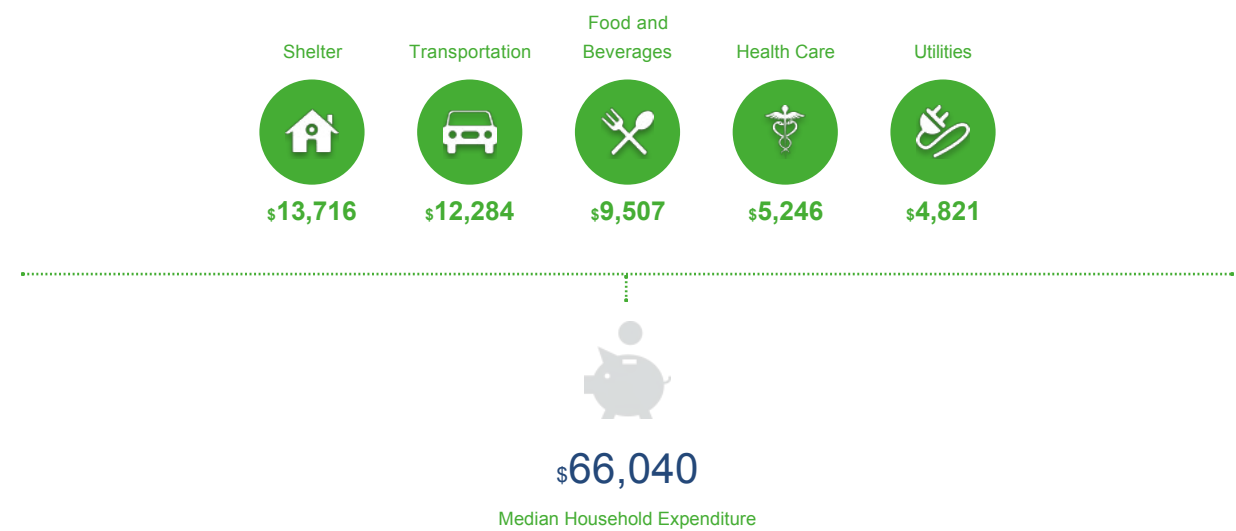 Shelter
Transportation
Food and
Beverages
Health Care
Utilities
$13,716
$12,284
$9,507
$5,246
$4,821
$66,040
Median Household Expenditure